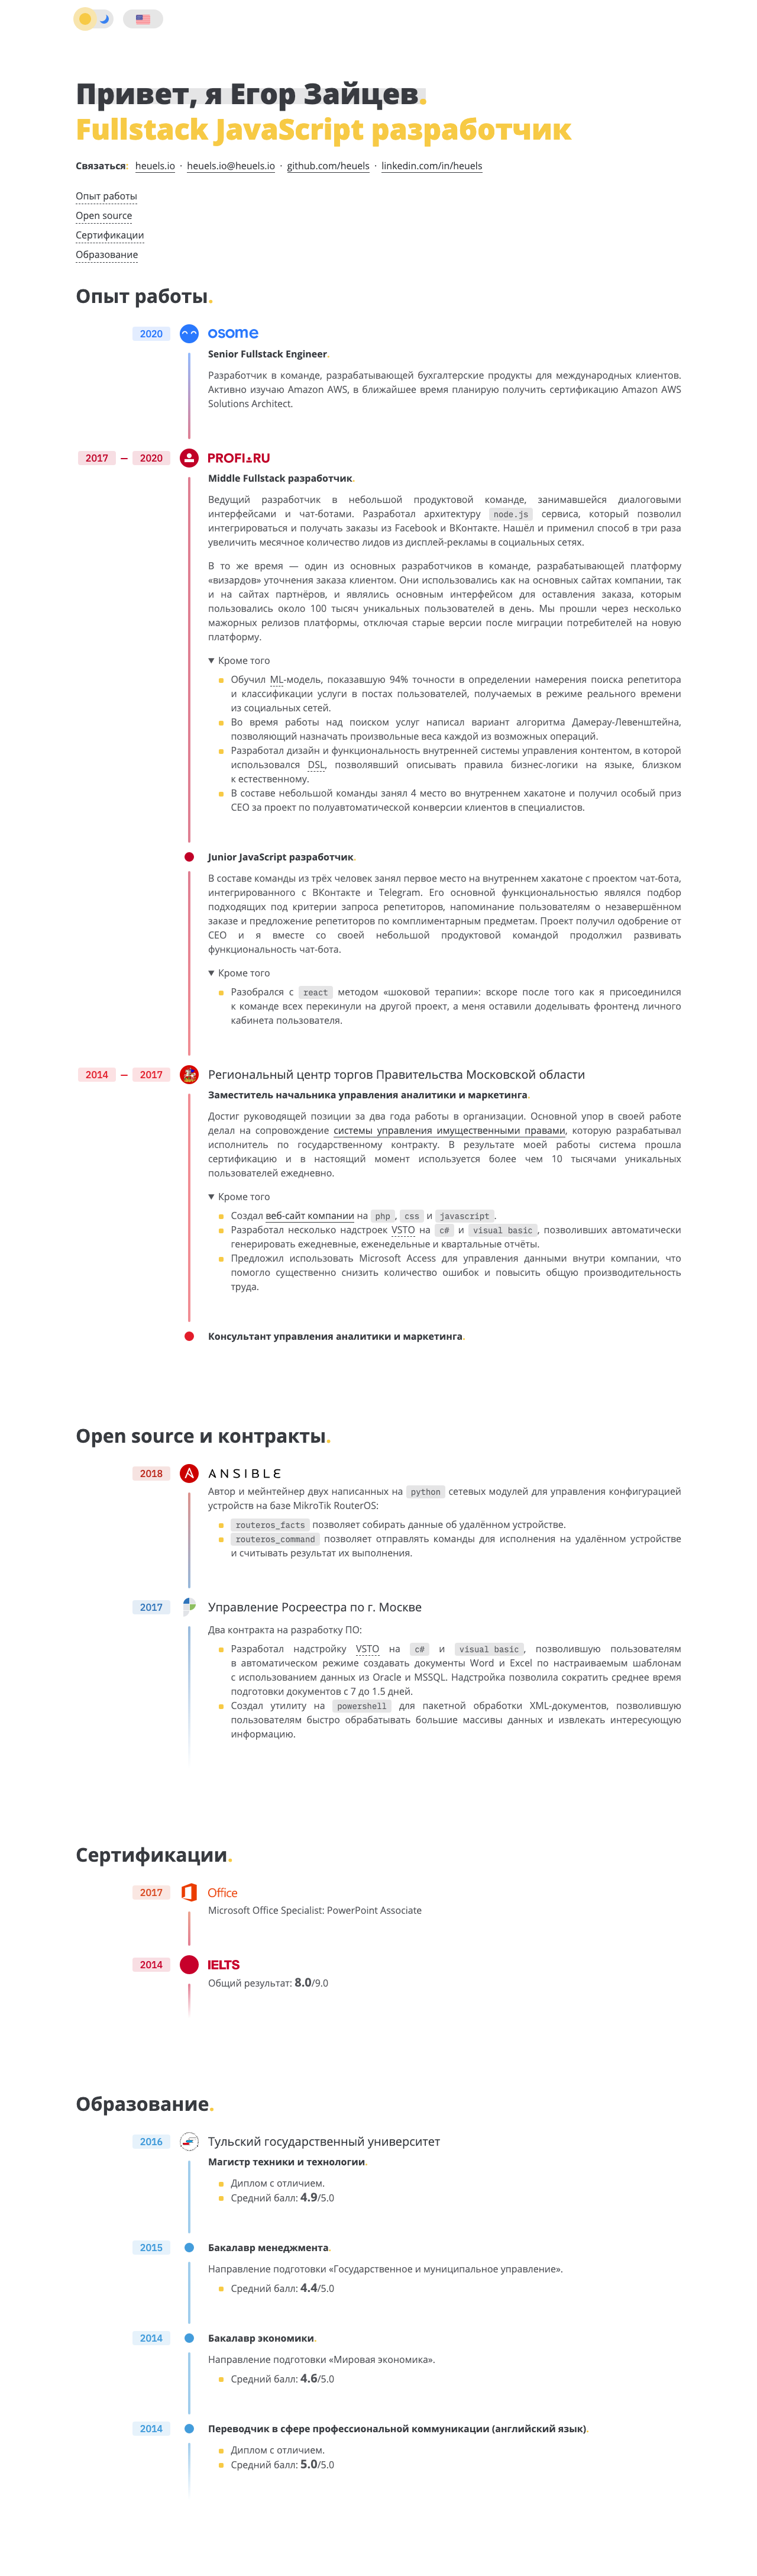 Привет, я Егор Зайцев.
Fullstack JavaScript разработчик
Связаться: heuels.io · heuels.io@heuels.io · github.com/heuels · linkedin.com/in/heuels
Опыт работы
Open source
Сертификации
Образование
Опыт работы.
2020 osome
Senior Fullstack Engineer.
Разработчик в команде, разрабатывающей бухгалтерские продукты для международных клиентов.
Активно изучаю Amazon AWS, в ближайшее время планирую получить сертификацию Amazon AWS
Solutions Architect.
2017 — 2020 PROFI.RU
Middle Fullstack разработчик.
Ведущий разработчик в небольшой продуктовой команде, занимавшейся диалоговыми
интерфейсами и чат-ботами. Разработал архитектуру node.js сервиса, который позволил
интегрироваться и получать заказы из Facebook и ВКонтакте. Нашёл и применил способ в три раза
увеличить месячное количество лидов из дисплей-рекламы в социальных сетях.
В то же время — один из основных разработчиков в команде, разрабатывающей платформу
«визардов» уточнения заказа клиентом. Они использовались как на основных сайтах компании, так
и на сайтах партнёров, и являлись основным интерфейсом для оставления заказа, которым
пользовались около 100 тысяч уникальных пользователей в день. Мы прошли через несколько
мажорных релизов платформы, отключая старые версии после миграции потребителей на новую
платформу.
▼ Кроме того
Обучил ML-модель, показавшую 94% точности в определении намерения поиска репетитора
и классификации услуги в постах пользователей, получаемых в режиме реального времени
из социальных сетей.
Во время работы над поиском услуг написал вариант алгоритма Дамерау-Левенштейна,
позволяющий назначать произвольные веса каждой из возможных операций.
Разработал дизайн и функциональность внутренней системы управления контентом, в которой
использовался DSL, позволявший описывать правила бизнес-логики на языке, близком
к естественному.
В составе небольшой команды занял 4 место во внутреннем хакатоне и получил особый приз
CEO за проект по полуавтоматической конверсии клиентов в специалистов.
Junior JavaScript разработчик.
В составе команды из трёх человек занял первое место на внутреннем хакатоне с проектом чат-бота,
интегрированного с ВКонтакте и Telegram. Его основной функциональностью являлся подбор
подходящих под критерии запроса репетиторов, напоминание пользователям о незавершённом
заказе и предложение репетиторов по комплиментарным предметам. Проект получил одобрение от
CEO и я вместе со своей небольшой продуктовой командой продолжил развивать
функциональность чат-бота.
▼ Кроме того
Разобрался с react методом «шоковой терапии»: вскоре после того как я присоединился
к команде всех перекинули на другой проект, а меня оставили доделывать фронтенд личного
кабинета пользователя.
2014 — 2017 Региональный центр торгов Правительства Московской области
Заместитель начальника управления аналитики и маркетинга.
Достиг руководящей позиции за два года работы в организации. Основной упор в своей работе
делал на сопровождение системы управления имущественными правами, которую разрабатывал
исполнитель по государственному контракту. В результате моей работы система прошла
сертификацию и в настоящий момент используется более чем 10 тысячами уникальных
пользователей ежедневно.
▼ Кроме того
Создал веб-сайт компании на php, css и javascript.
Разработал несколько надстроек VSTO на c# и visual basic, позволивших автоматически
генерировать ежедневные, еженедельные и квартальные отчёты.
Предложил использовать Microsoft Access для управления данными внутри компании, что
помогло существенно снизить количество ошибок и повысить общую производительность
труда.
Консультант управления аналитики и маркетинга.
Open source и контракты.
2018 ANSIBLE
Автор и мейнтейнер двух написанных на python сетевых модулей для управления конфигурацией
устройств на базе MikroTik RouterOS:
routeros_facts позволяет собирать данные об удалённом устройстве.
routeros_command позволяет отправлять команды для исполнения на удалённом устройстве
и считывать результат их выполнения.
2017 Управление Росреестра по г. Москве
Два контракта на разработку ПО:
Разработал надстройку VSTO на c# и visual basic, позволившую пользователям
в автоматическом режиме создавать документы Word и Excel по настраиваемым шаблонам
с использованием данных из Oracle и MSSQL. Надстройка позволила сократить среднее время
подготовки документов с 7 до 1.5 дней.
Создал утилиту на powershell для пакетной обработки XML-документов, позволившую
пользователям быстро обрабатывать большие массивы данных и извлекать интересующую
информацию.
Сертификации.
2017 Office
Microsoft Office Specialist: PowerPoint Associate
2014 IELTS
Общий результат: 8.0/9.0
Образование.
2016 Тульский государственный университет
Магистр техники и технологии.
Диплом с отличием.
Средний балл: 4.9/5.0
2015 Бакалавр менеджмента.
Направление подготовки «Государственное и муниципальное управление».
Средний балл: 4.4/5.0
2014 Бакалавр экономики.
Направление подготовки «Мировая экономика».
Средний балл: 4.6/5.0
2014 Переводчик в сфере профессиональной коммуникации (английский язык).
Диплом с отличием.
Средний балл: 5.0/5.0